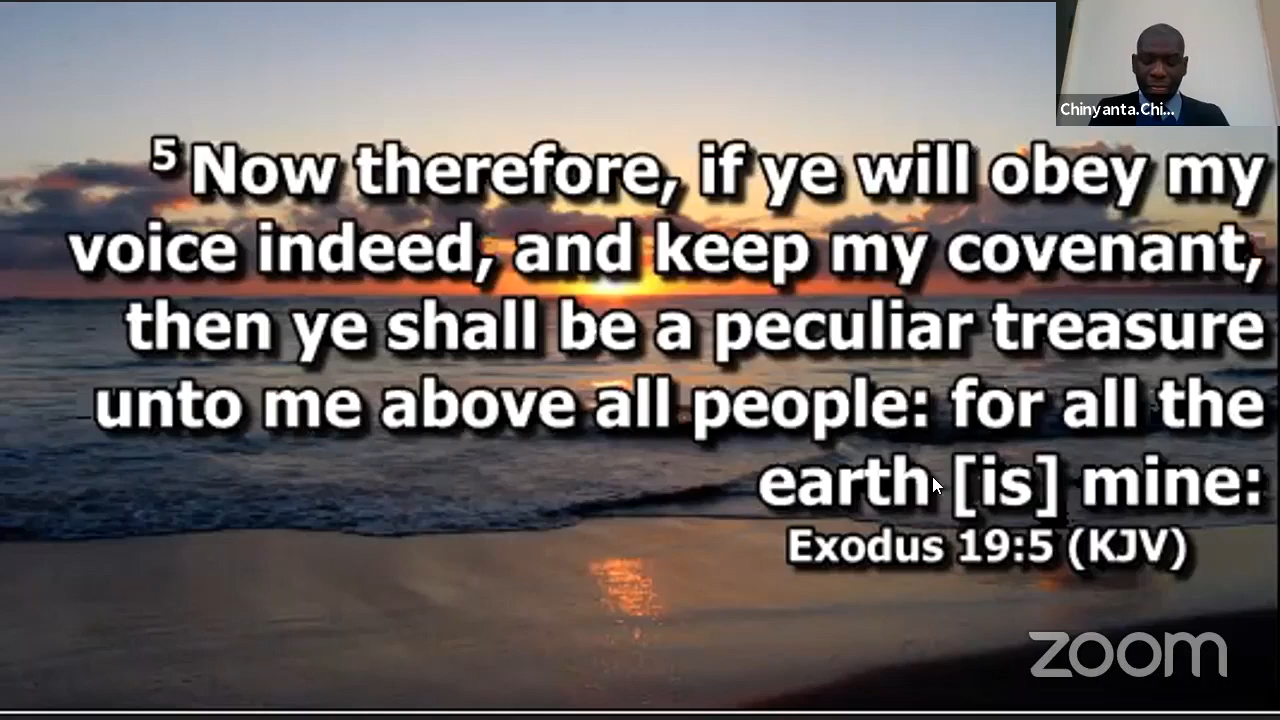 Chinyanta.Chi...
5 Now therefore, if ye will obey my
voice indeed, and keep my covenant,
then ye shall be a peculiar treasure
unto me above all people: for all the
earth [is] mine:
Exodus 19:5 (KJV)
zoom